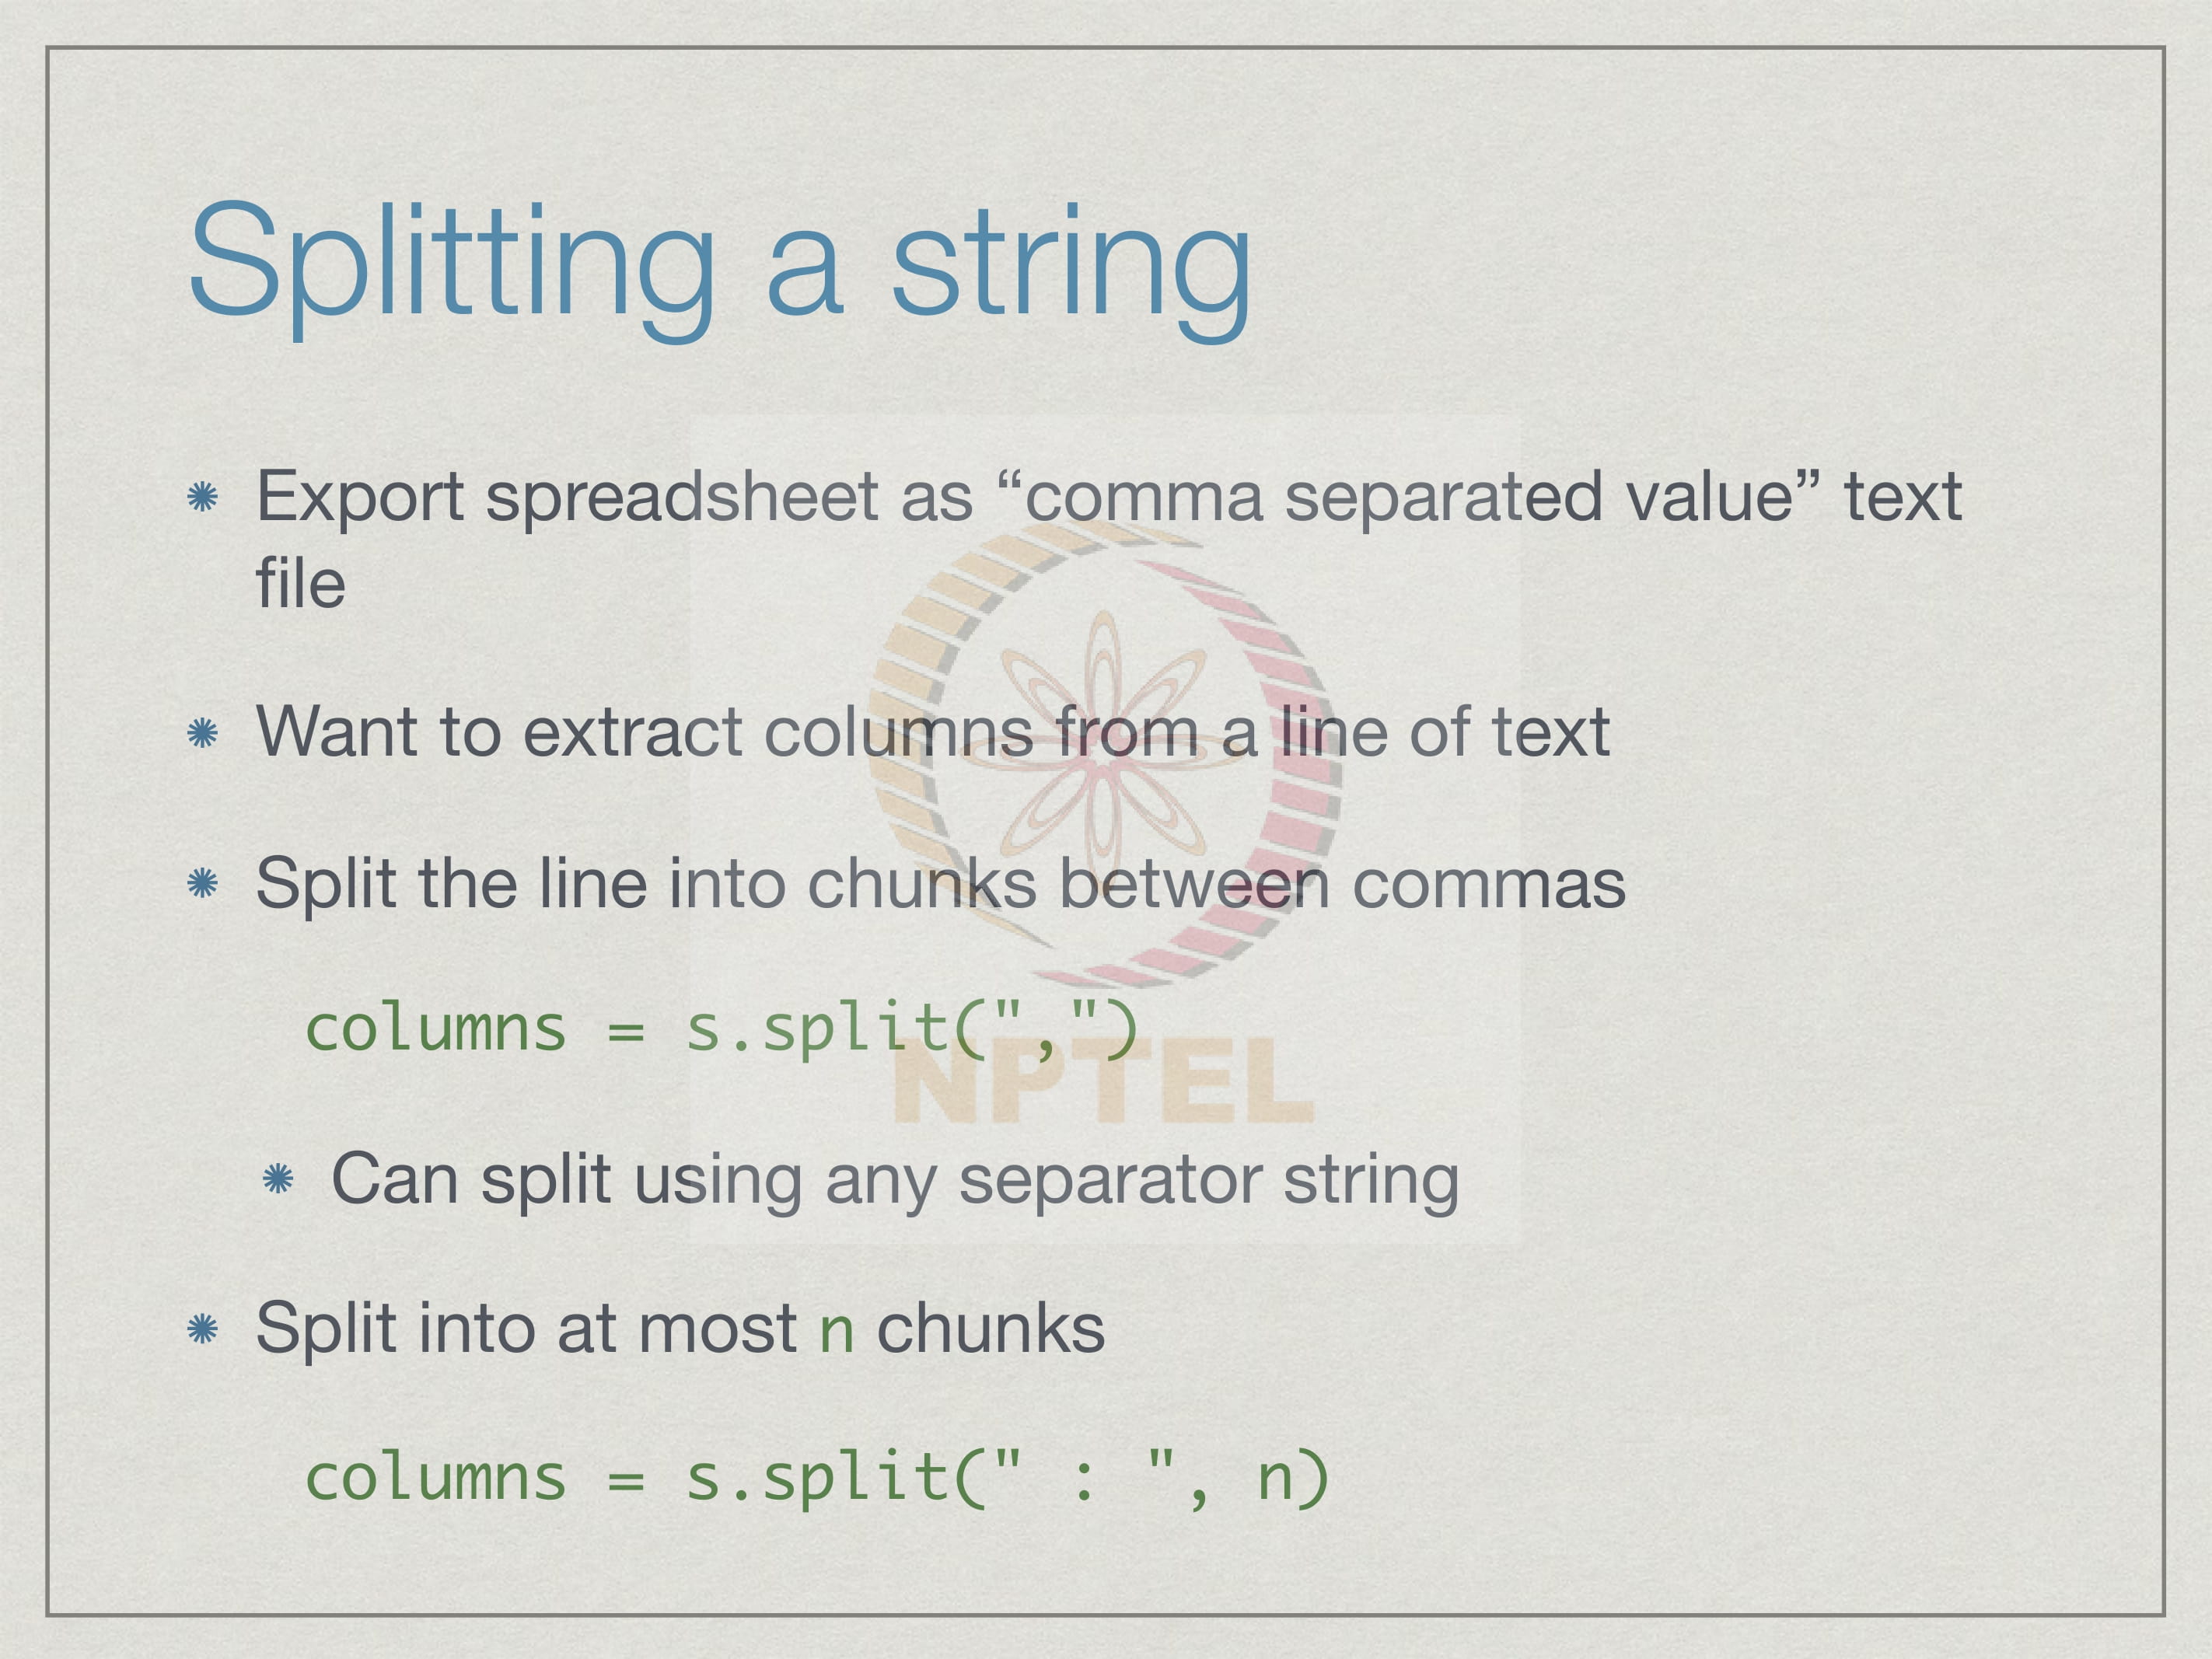 Splitting a string
Export spreadsheet as “comma separated value” text
file
Want to extract columns from a line of text
Split the line into chunks between commas
columns = s.split(",")
NPTEL
Can split using any separator string
Split into at most n chunks
columns = s.split(" : ", n)